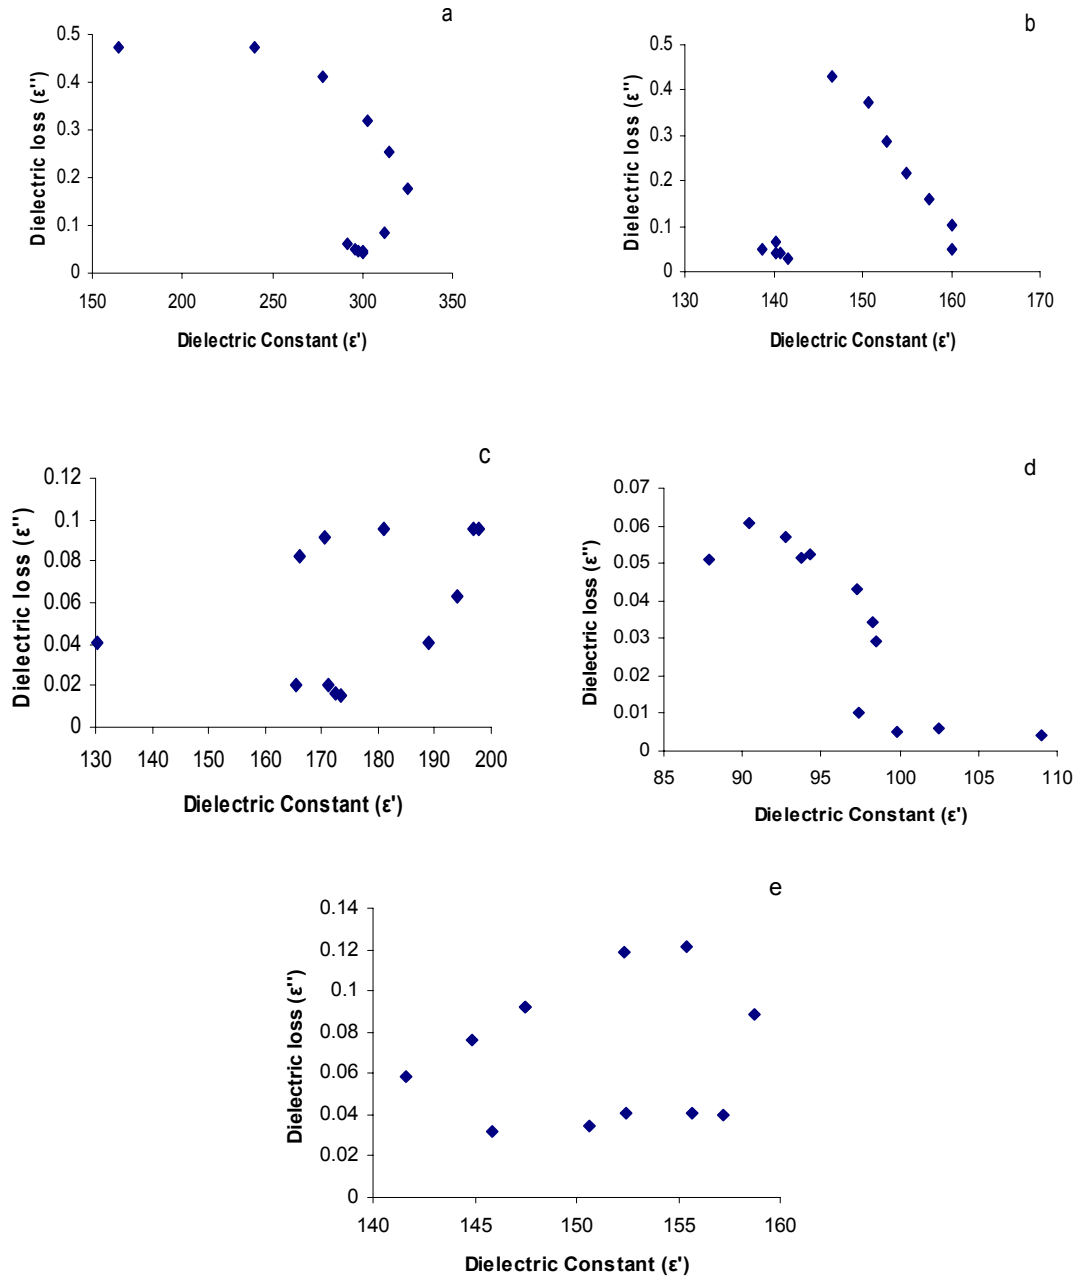 a
0.5
0.4
0.3
0.2
0.1
0
150 200 250 300 350
Dielectric loss (ε'')
Dielectric Constant (ε')
b
0.5
0.4
0.3
0.2
0.1
0
130 140 150 160 170
Dielectric loss (ε'')
Dielectric Constant (ε')
c
0.12
0.1
0.08
0.06
0.04
0.02
0
130 140 150 160 170 180 190 200
Dielectric loss (ε'')
Dielectric Constant (ε')
d
0.07
0.06
0.05
0.04
0.03
0.02
0.01
0
85 90 95 100 105 110
Dielectric loss (ε'')
Dielectric Constant (ε')
e
0.14
0.12
0.1
0.08
0.06
0.04
0.02
0
140 145 150 155 160
Dielectric loss (ε'')
Dielectric Constant (ε')